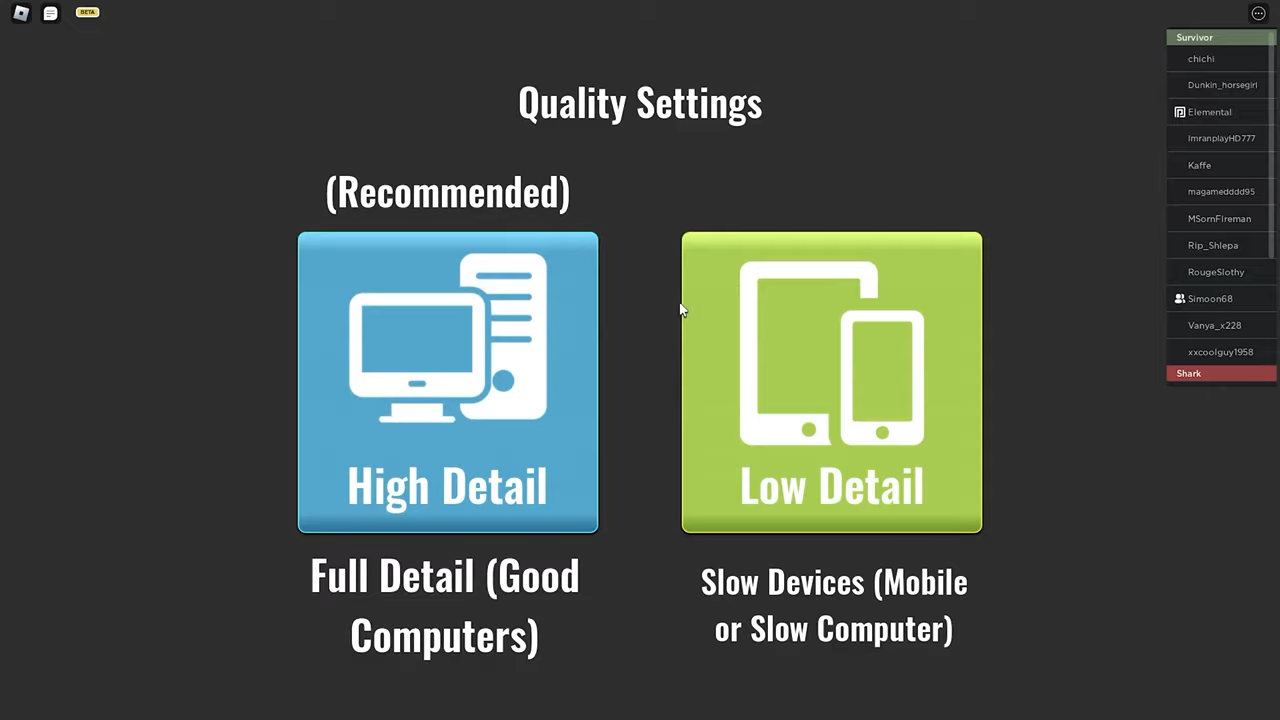 BETA
Quality Settings
(Recommended)
High Detail
Full Detail (Good
Computers)
Low Detail
Slow Devices (Mobile
or Slow Computer)
Survivor
chichi
Dunkin_horsegirl
Elemental
ImranplayHD777
Kaffe
magamedddd95
MSornFireman
Rip_Shlepa
RougeSlothy
Simoon68
Vanya_x228
xxcoolguy1958
Shark